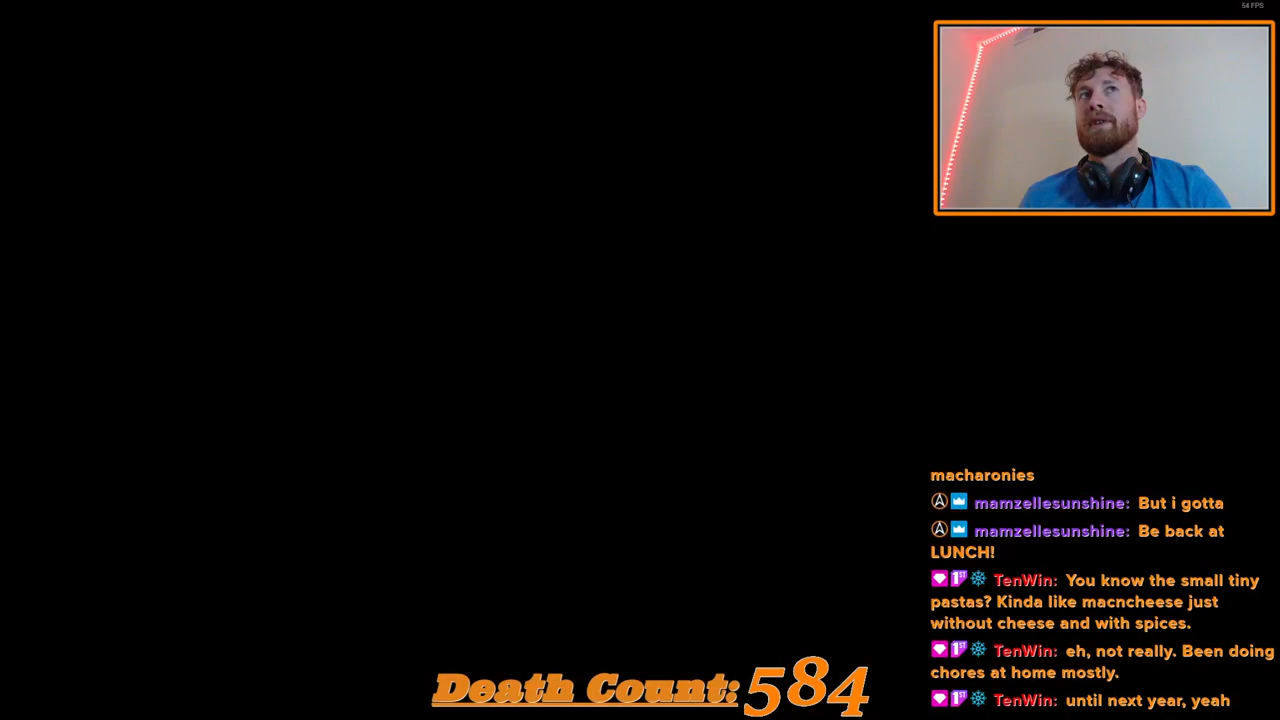 54 FPS
macharonies
mamzellesunshine: But i gotta
mamzellesunshine: Be back at
LUNCH!
TenWin: You know the small tiny
pastas? Kinda like macncheese just
without cheese and with spices.
TenWin: eh, not really. Been doing
chores at home mostly.
TenWin: until next year, yeah
Death Count: 584